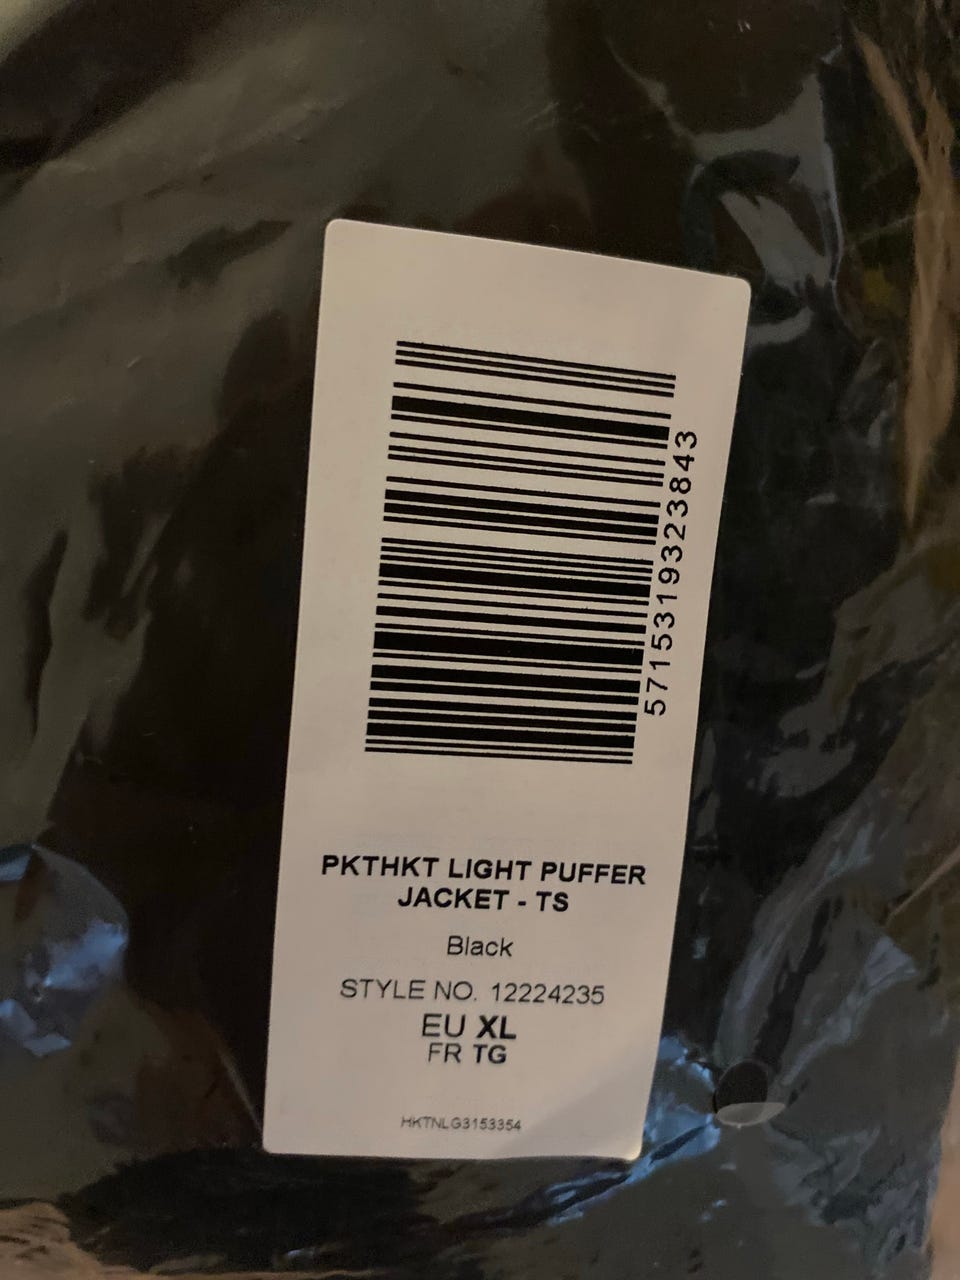 5715319323843
PKTHKT LIGHT PUFFER
JACKET - TS
Black
STYLE NO. 12224235
EU XL
FR TG
HKTNLG3153354